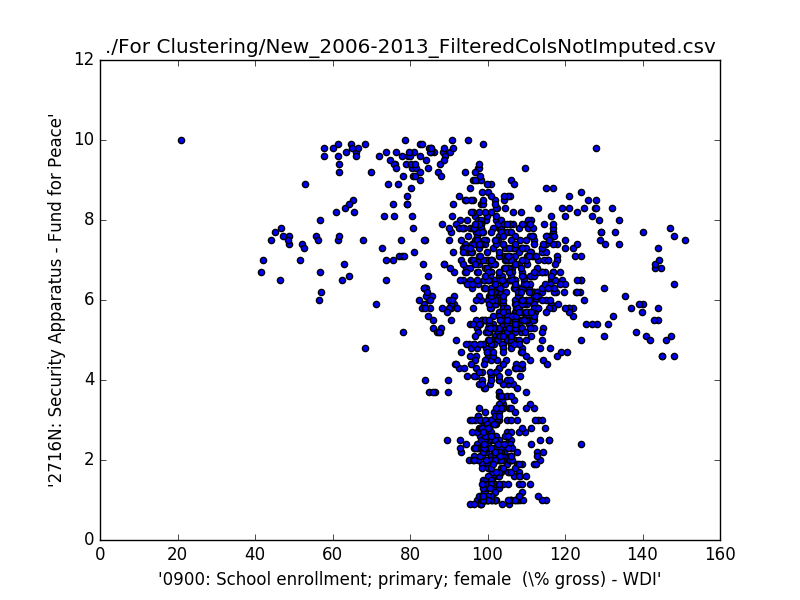 ./For Clustering/New_2006-2013_FilteredColsNotImputed.csv
12
10
8
6
4
2
0
'2716N: Security Apparatus - Fund for Peace'
0 20 40 60 80 100 120 140 160
'0900: School enrollment; primary; female (\% gross) - WDI'